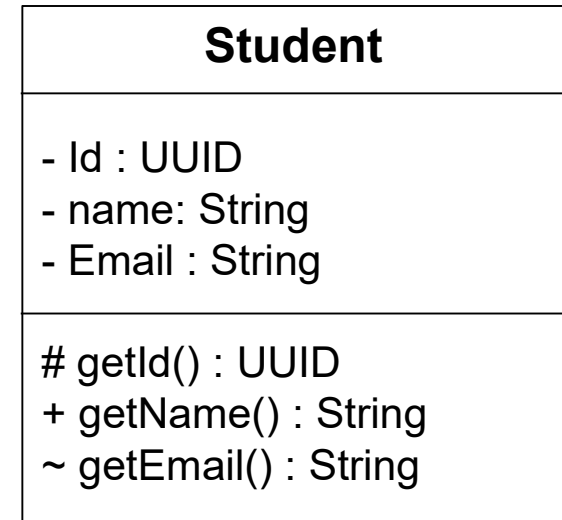 Student
- Id : UUID
- name: String
- Email : String
# getId() : UUID
+ getName() : String
~ getEmail() : String